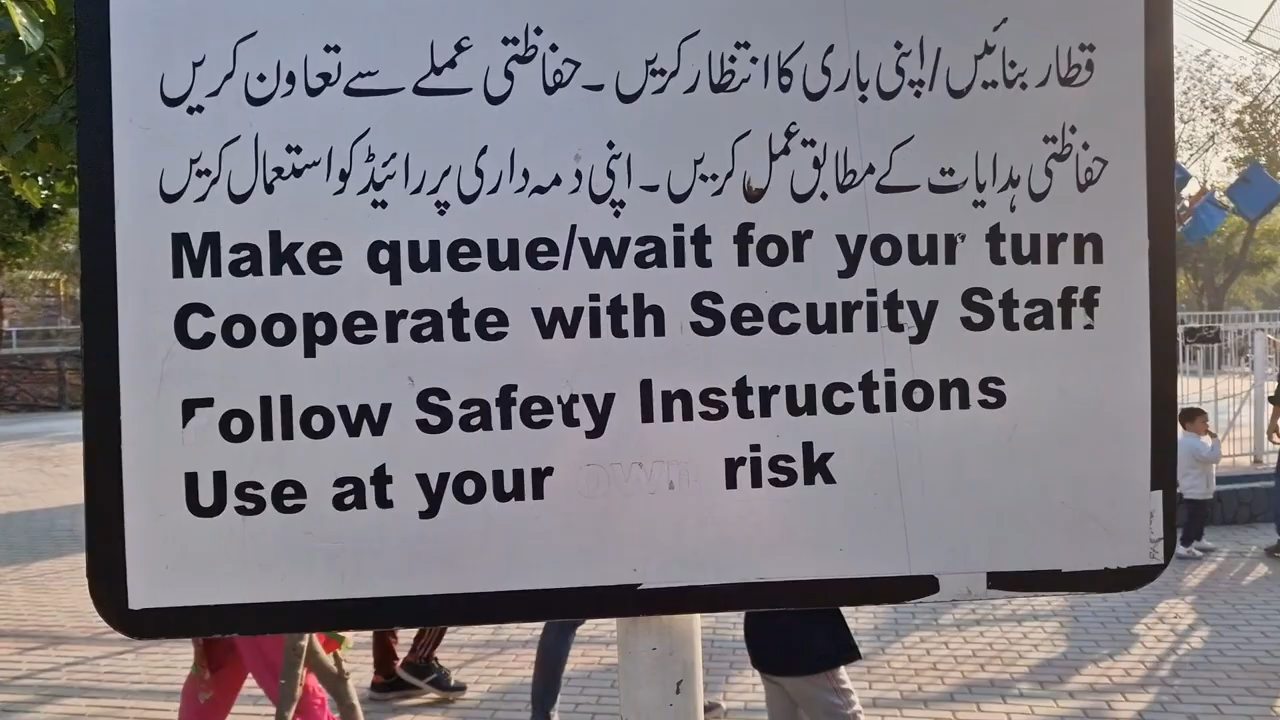 قطار بنائیں/اپنی باری کا انتظار کریں۔ حفاظتی عملے سے تعاون کریں
حفاظتی ہدایات کے مطابق عمل کریں۔ اپنی ذمہ داری پر رائیڈ کو استعمال کریں
Make queue/wait for your turn
Cooperate with Security Staff
Follow Safety Instructions
Use at your own risk